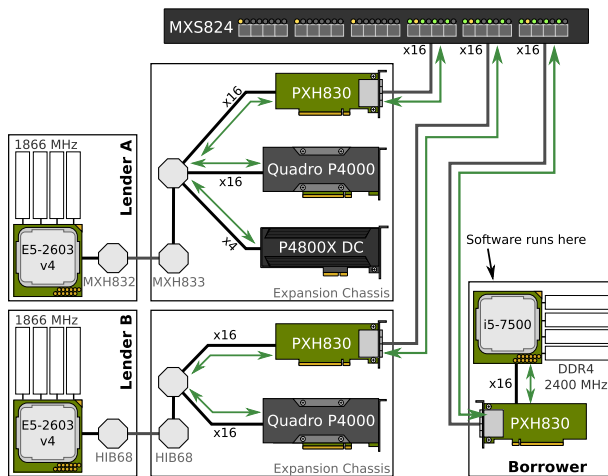 MXS824
x16
x16
x16
1866 MHz
Lender A
E5-2603
v4
MXH832
x16
PXH830
Quadro P4000
x16
x4
P4800X DC
MXH833
Expansion Chassis
1866 MHz
Lender B
E5-2603
v4
HIB68
x16
PXH830
Quadro P4000
x16
HIB68
Expansion Chassis
Software runs here
i5-7500
DDR4
2400 MHz
x16
PXH830
Borrower